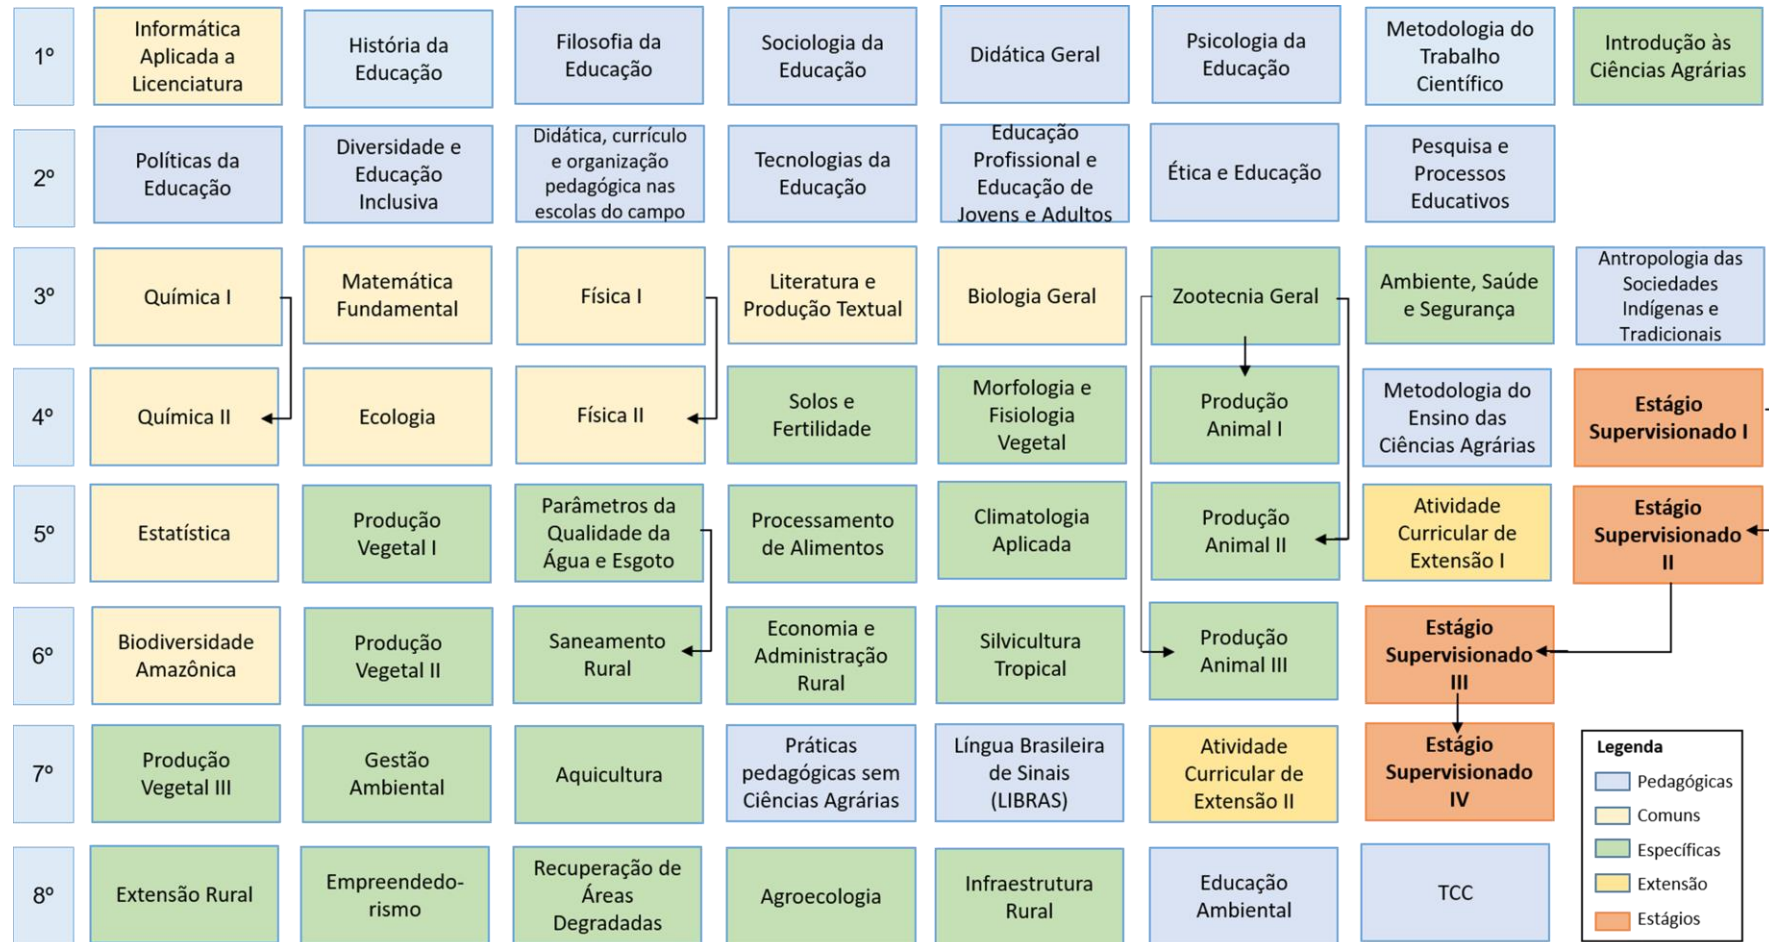 1º
Informática
Aplicada a
Licenciatura
História da
Educação
Filosofia da
Educação
Sociologia da
Educação
Didática Geral
Psicologia da
Educação
Metodologia do
Trabalho
Científico
Introdução às
Ciências Agrárias
2º
Políticas da
Educação
Diversidade e
Educação
Inclusiva
Didática, currículo
e organização
pedagógica nas
escolas do campo
Tecnologias da
Educação
Educação
Profissional e
Educação de
Jovens e Adultos
Ética e Educação
Pesquisa e
Processos
Educativos
3º
Química I
Matemática
Fundamental
Física I
Literatura e
Produção Textual
Biologia Geral
Zootecnia Geral
Ambiente, Saúde
e Segurança
Antropologia das
Sociedades
Indígenas e
Tradicionais
4º
Química II
Ecologia
Física II
Solos e
Fertilidade
Morfologia e
Fisiologia
Vegetal
Produção
Animal I
Metodologia do
Ensino das
Ciências Agrárias
Estágio
Supervisionado I
5º
Estatística
Produção
Vegetal I
Parâmetros da
Qualidade da
Água e Esgoto
Processamento
de Alimentos
Climatologia
Aplicada
Produção
Animal II
Atividade
Curricular de
Extensão I
Estágio
Supervisionado
II
6º
Biodiversidade
Amazônica
Produção
Vegetal II
Saneamento
Rural
Economia e
Administração
Rural
Silvicultura
Tropical
Produção
Animal III
Estágio
Supervisionado
III
7º
Produção
Vegetal III
Gestão
Ambiental
Aquicultura
Práticas
pedagógicas sem
Ciências Agrárias
Língua Brasileira
de Sinais
(LIBRAS)
Atividade
Curricular de
Extensão II
Estágio
Supervisionado
IV
8º
Extensão Rural
Empreendedo-
rismo
Recuperação de
Áreas
Degradadas
Agroecologia
Infraestrutura
Rural
Educação
Ambiental
TCC
Legenda
Pedagógicas
Comuns
Específicas
Extensão
Estágios